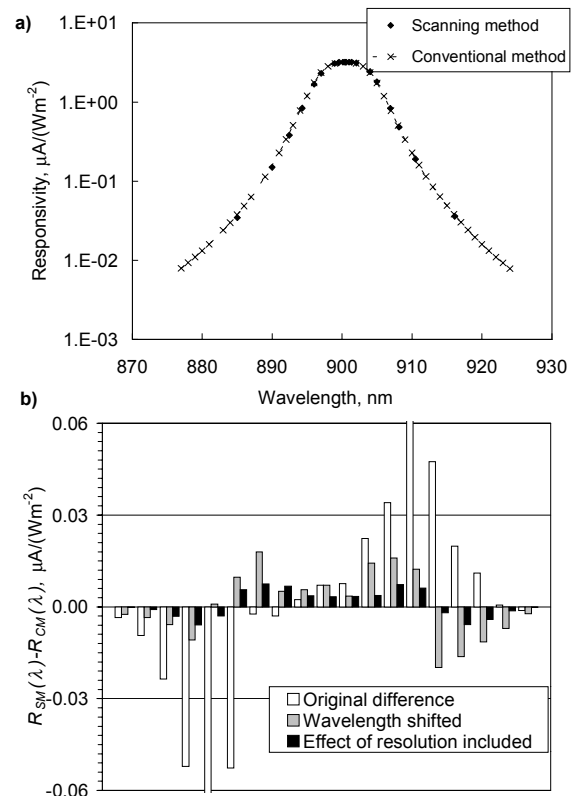 a)
1.E+01
1.E+00
1.E-01
1.E-02
1.E-03
Responsivity, µA/(Wm⁻²)
Scanning method
Conventional method
870 880 890 900 910 920 930
Wavelength, nm
b)
0.06
0.03
0.00
-0.03
-0.06
R_SM(λ)-R_CM(λ), µA/(Wm⁻²)
Original difference
Wavelength shifted
Effect of resolution included